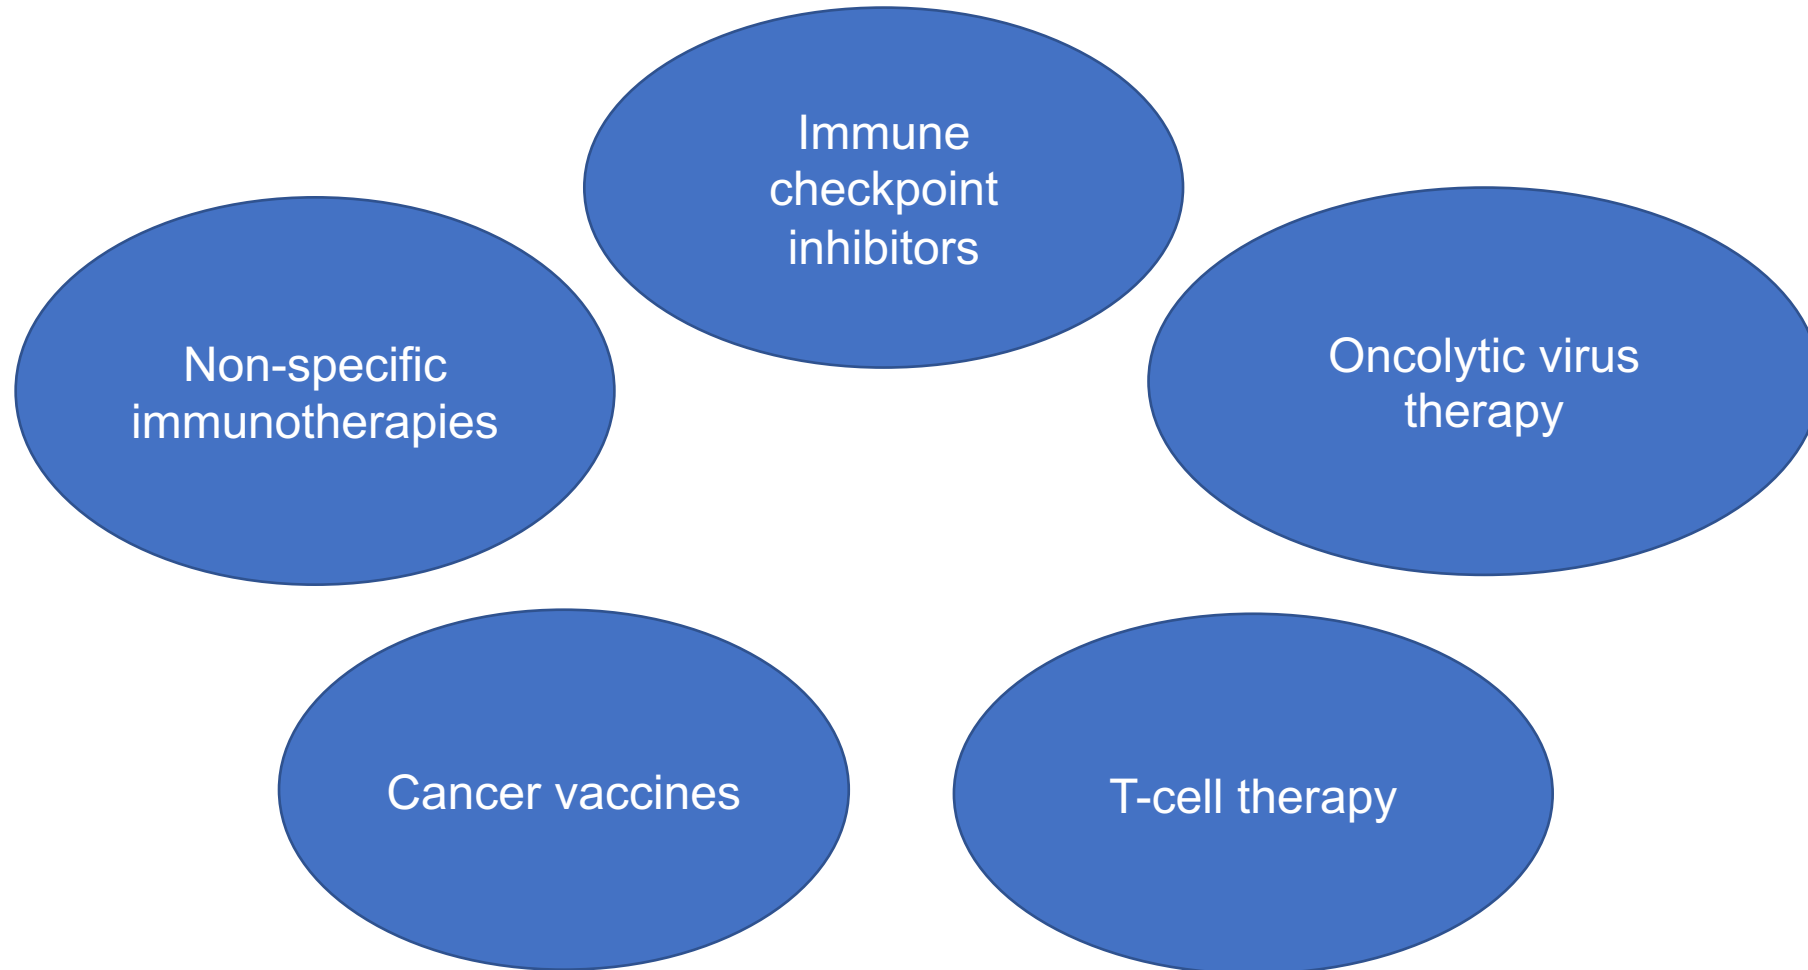 Immune
checkpoint
inhibitors
Non-specific
immunotherapies
Oncolytic virus
therapy
Cancer vaccines
T-cell therapy